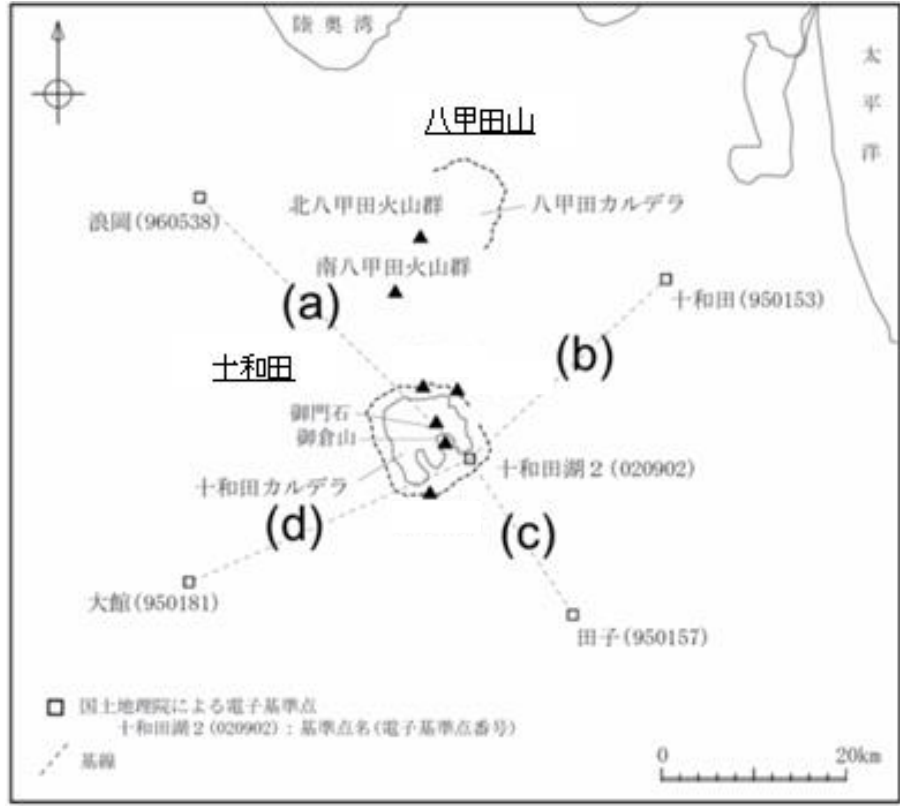 陸奥湾
太平洋
八甲田山
北八甲田火山群
八甲田カルデラ
浪岡(960538)
南八甲田火山群
十和田(950153)
(a)
(b)
十和田
御門石
御倉山
十和田湖2(020902)
十和田カルデラ
(d)
(c)
大館(950181)
田子(950157)
国土地理院による電子基準点
十和田湖2(020902):基準点名(電子基準点番号)
基線
0 20km